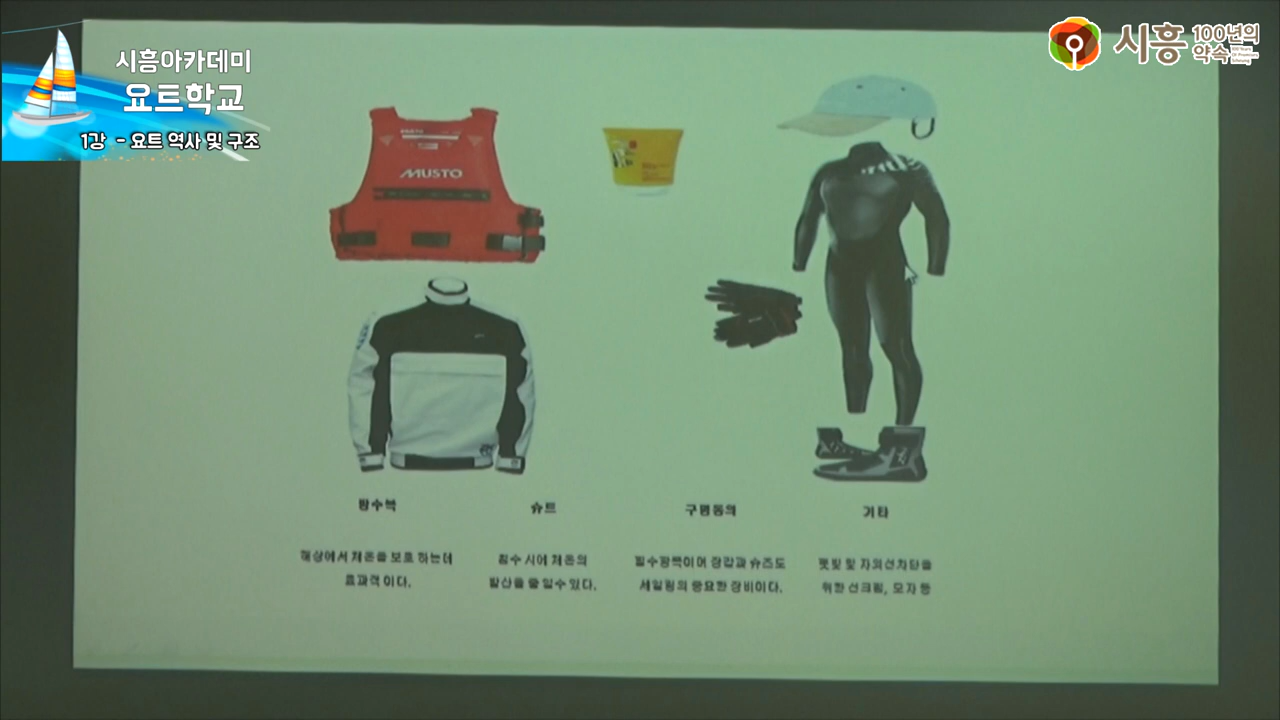 시흥아카데미
요트학교
1강 - 요트 역사 및 구조
시흥 100년의 약속
MUSTO
방수복
슈트
구명동의
기타
해상에서 체온을 보호 하는데
효과적 이다.
침수 시에 체온의
발산을 줄일수 있다.
필수품목이며 장갑과 슈즈도
세일링의 중요한 장비이다.
햇빛 및 자외선차단을
위한 선크림, 모자 등